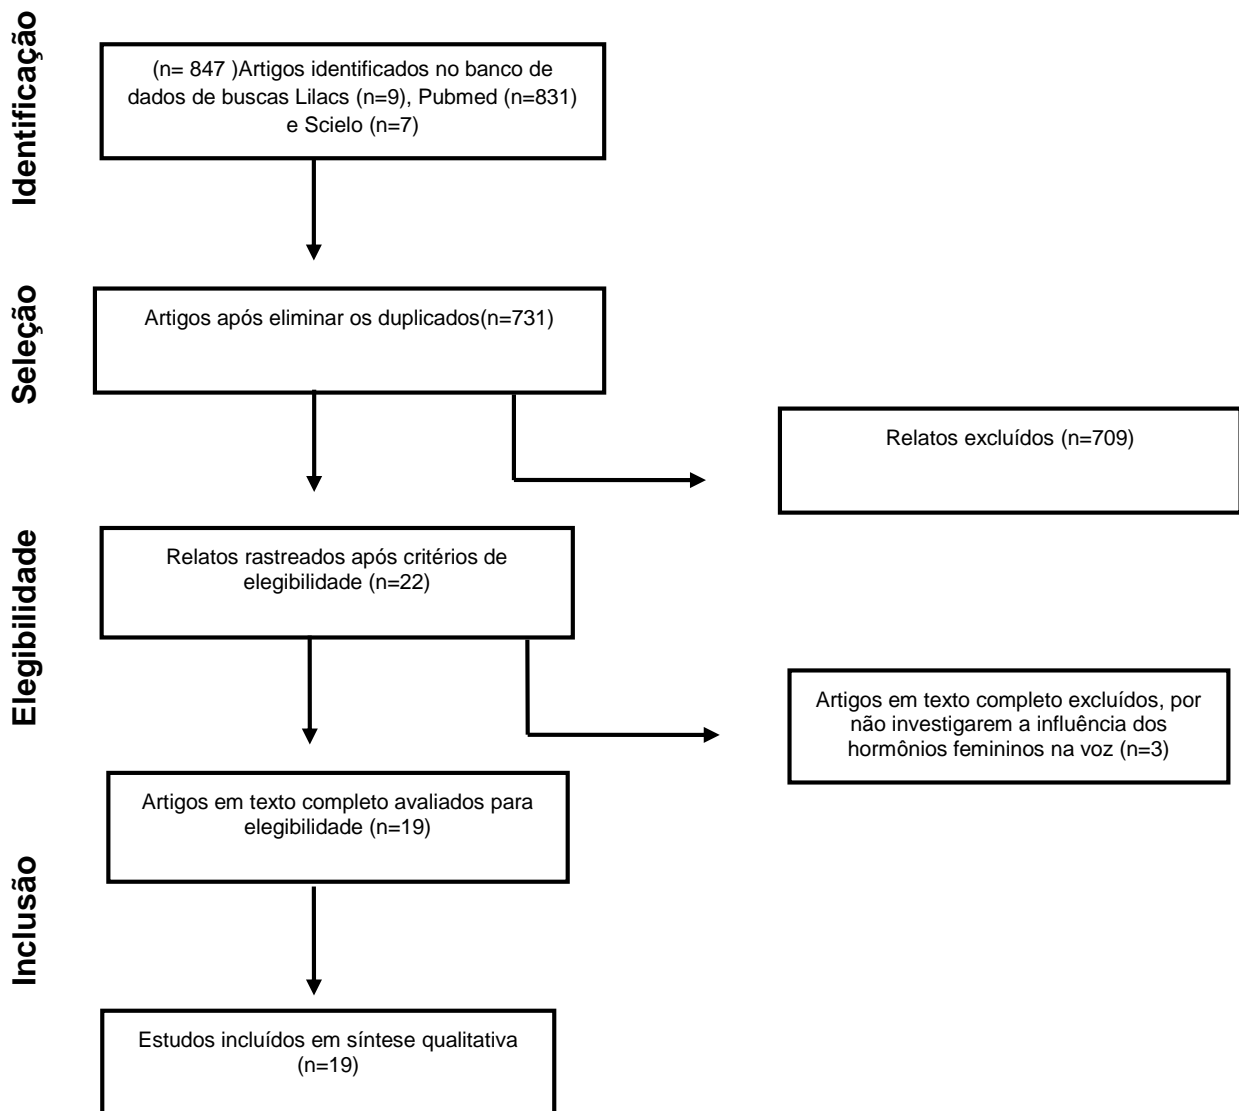 Identificação
(n= 847 )Artigos identificados no banco de
dados de buscas Lilacs (n=9), Pubmed (n=831)
e Scielo (n=7)
Seleção
Artigos após eliminar os duplicados(n=731)
Relatos excluídos (n=709)
Elegibilidade
Relatos rastreados após critérios de
elegibilidade (n=22)
Artigos em texto completo excluídos, por
não investigarem a influência dos
hormônios femininos na voz (n=3)
Artigos em texto completo avaliados para
elegibilidade (n=19)
Inclusão
Estudos incluídos em síntese qualitativa
(n=19)